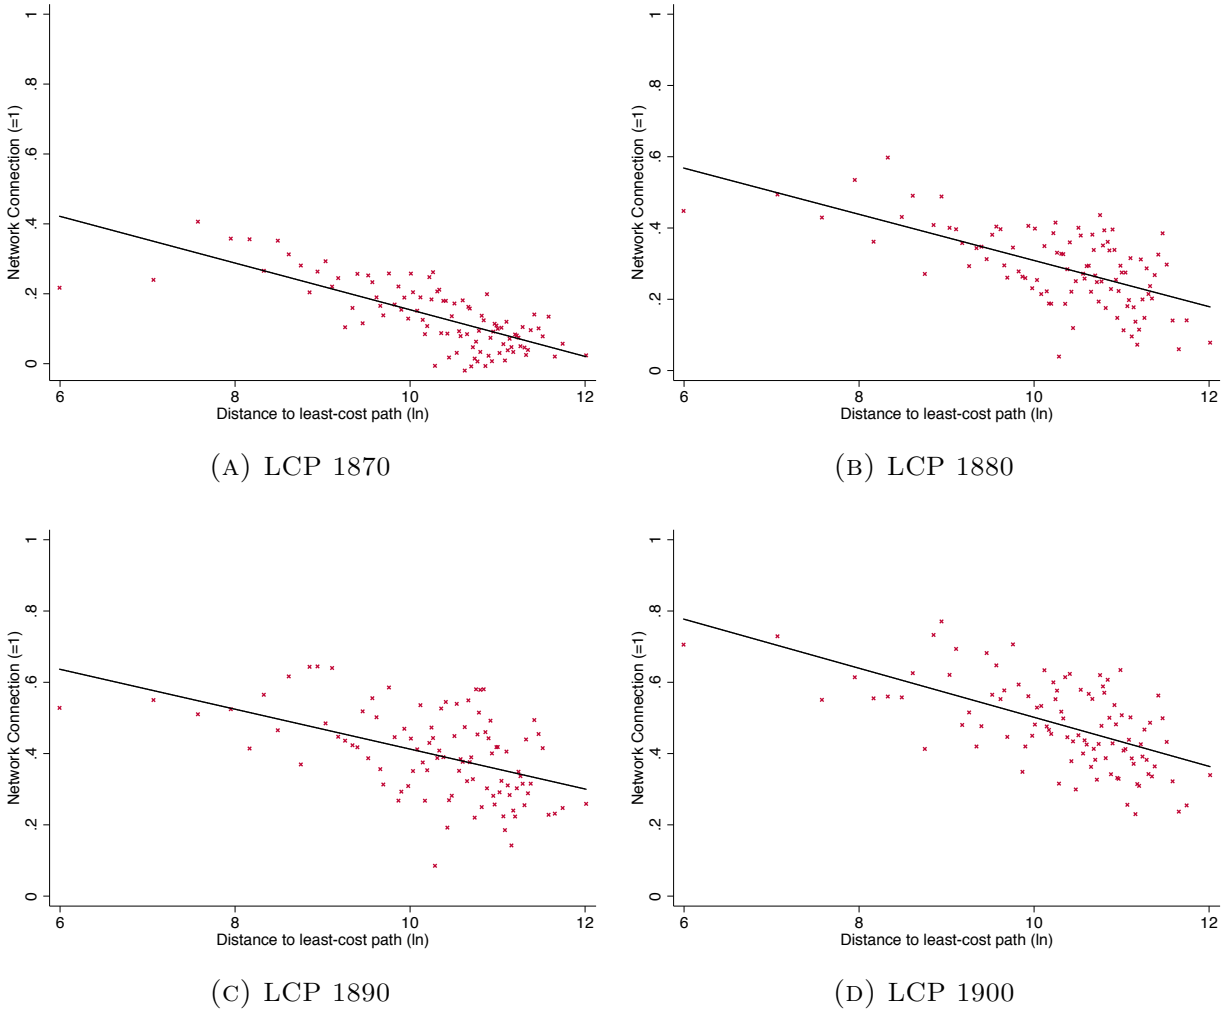 Network Connection (=1)
1
.8
.6
.4
.2
0
6 8 10 12
Distance to least-cost path (ln)
(A) LCP 1870
Network Connection (=1)
1
.8
.6
.4
.2
0
6 8 10 12
Distance to least-cost path (ln)
(B) LCP 1880
Network Connection (=1)
1
.8
.6
.4
.2
0
6 8 10 12
Distance to least-cost path (ln)
(C) LCP 1890
Network Connection (=1)
1
.8
.6
.4
.2
0
6 8 10 12
Distance to least-cost path (ln)
(D) LCP 1900